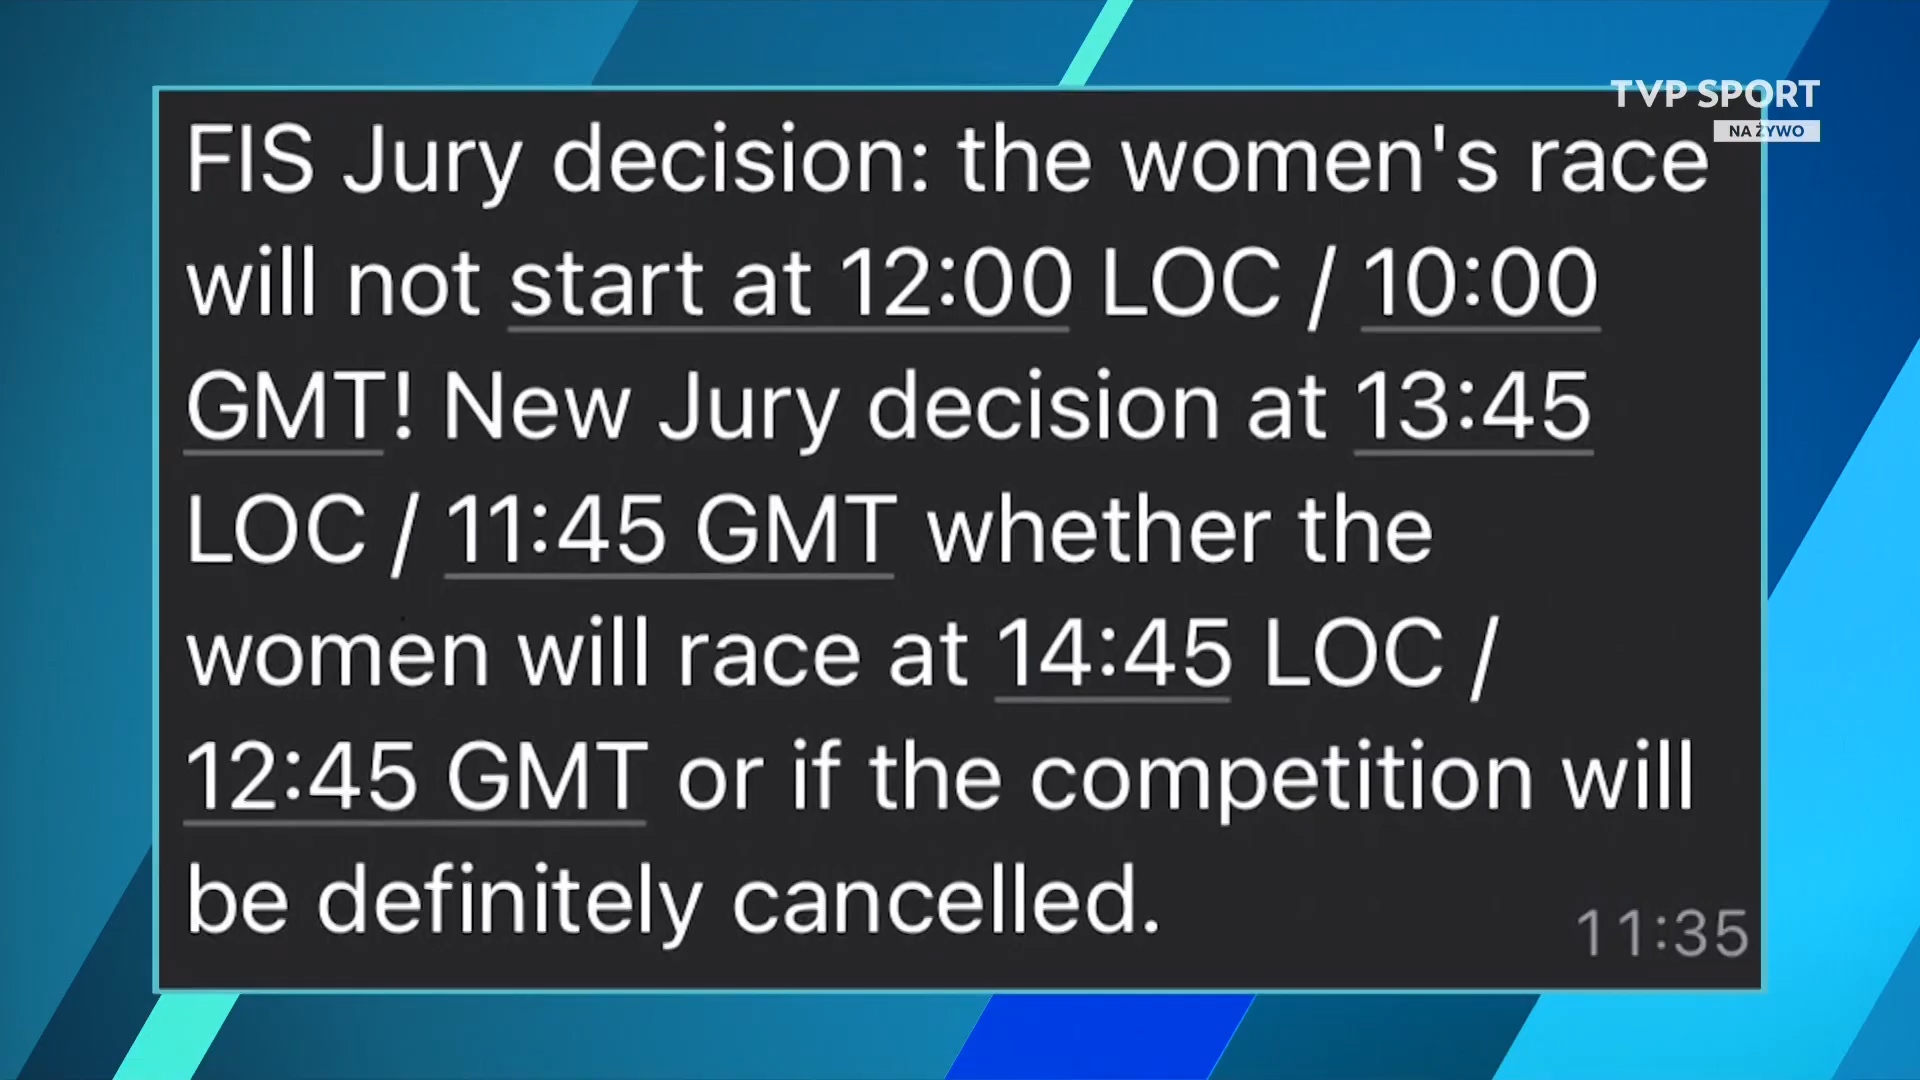 TVP SPORT
NA ŻYWO
FIS Jury decision: the women's race
will not start at 12:00 LOC / 10:00
GMT! New Jury decision at 13:45
LOC / 11:45 GMT whether the
women will race at 14:45 LOC /
12:45 GMT or if the competition will
be definitely cancelled.
11:35